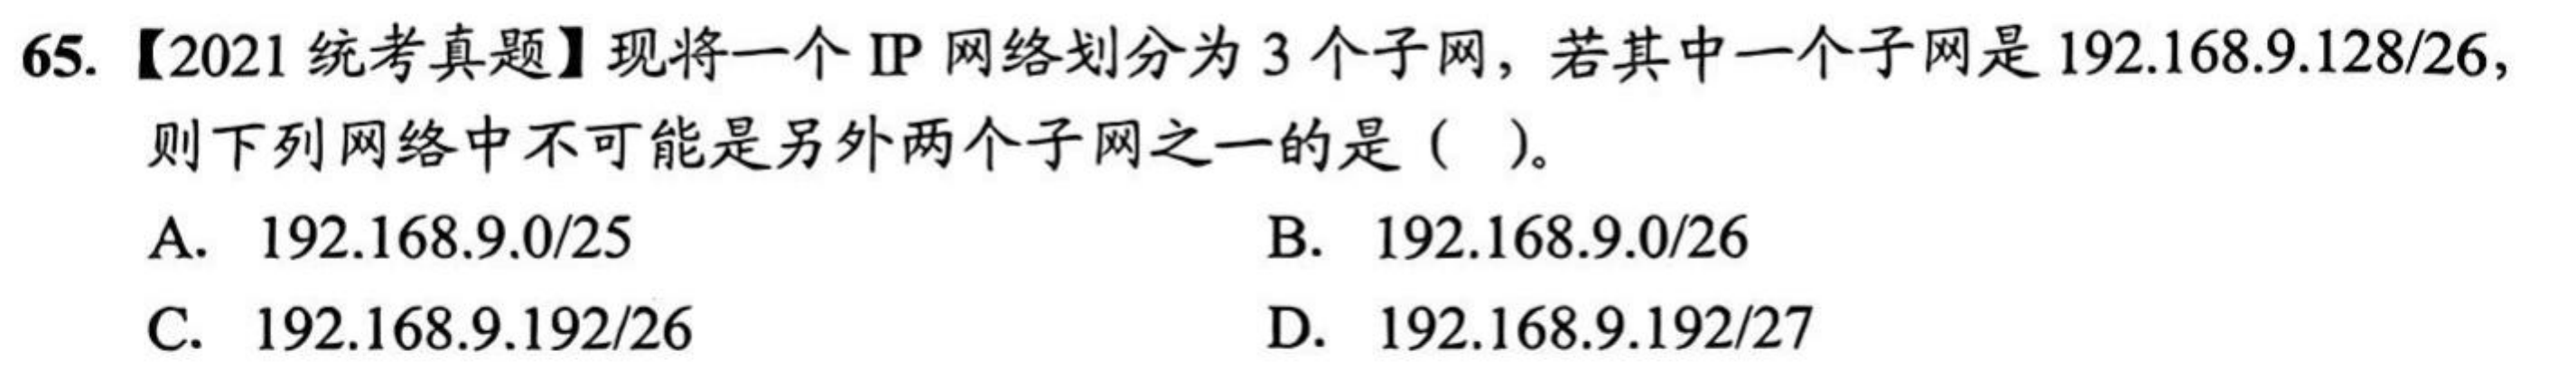 65.【2021 统考真题】现将一个 IP 网络划分为 3 个子网，若其中一个子网是 192.168.9.128/26，
则下列网络中不可能是另外两个子网之一的是（ ）。
A. 192.168.9.0/25 B. 192.168.9.0/26
C. 192.168.9.192/26 D. 192.168.9.192/27